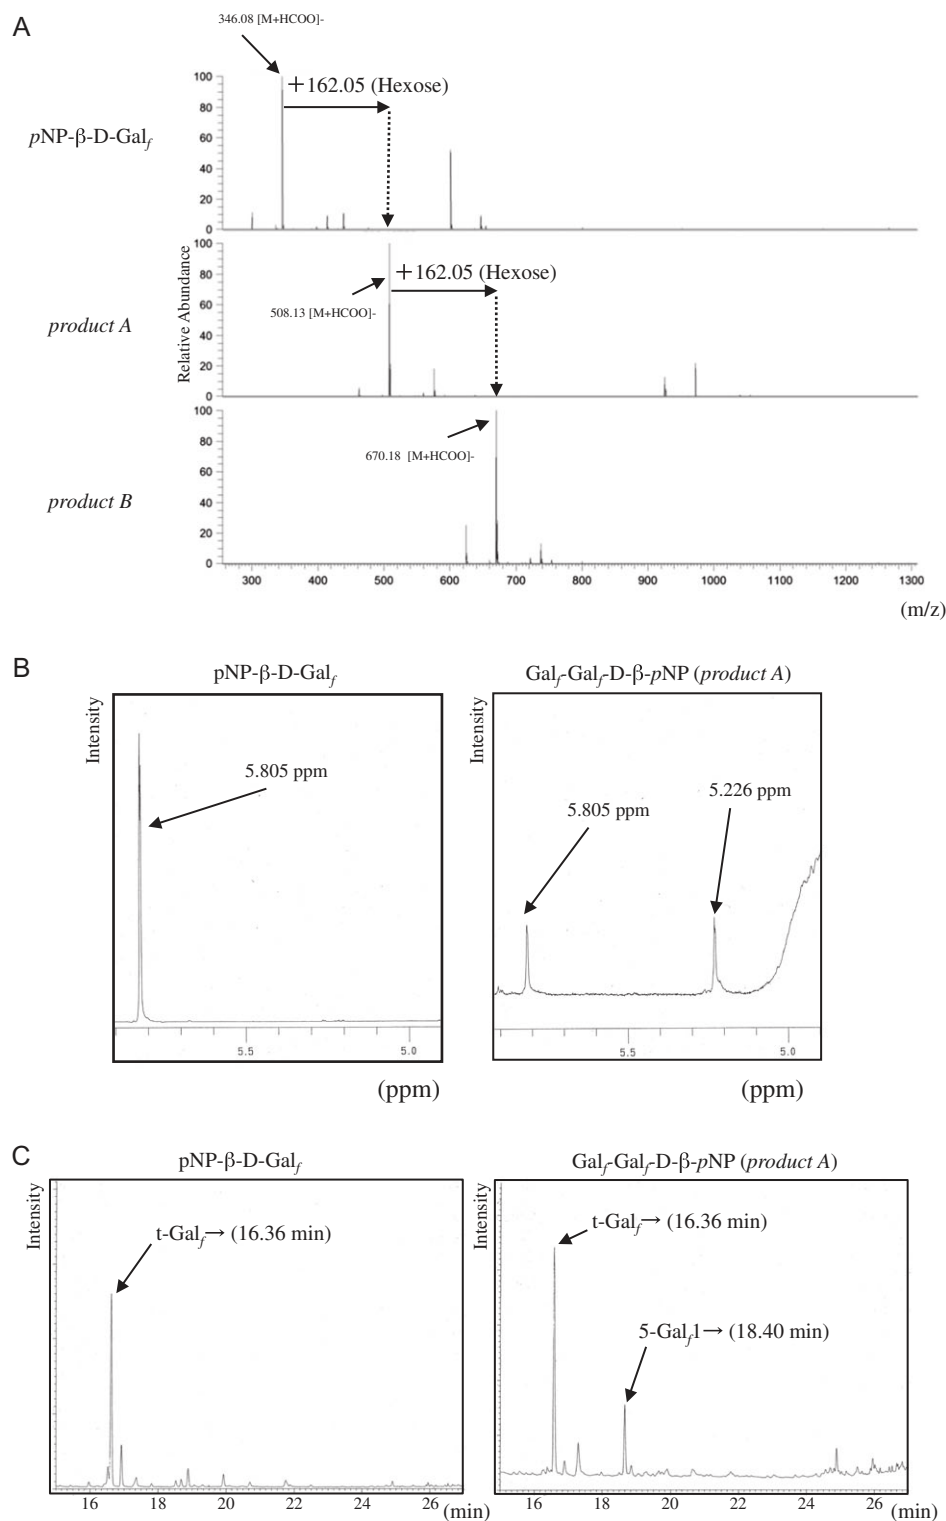 A
346.08 [M+HCOO]-
+162.05 (Hexose)
pNP-β-D-Galf
100
80
60
40
20
0
Relative Abundance
product A
100
80
60
40
20
0
+162.05 (Hexose)
508.13 [M+HCOO]-
product B
100
80
60
40
20
0
670.18 [M+HCOO]-
300 400 500 600 700 800 900 1000 1100 1200 1300
(m/z)
B
pNP-β-D-Galf
Intensity
5.805 ppm
5.5 5.0
(ppm)
Galf-Galf-D-β-pNP (product A)
Intensity
5.805 ppm
5.226 ppm
5.5 5.0
(ppm)
C
pNP-β-D-Galf
Intensity
t-Galf→ (16.36 min)
16 18 20 22 24 26
(min)
Galf-Galf-D-β-pNP (product A)
Intensity
t-Galf→ (16.36 min)
5-Galf1→ (18.40 min)
16 18 20 22 24 26
(min)